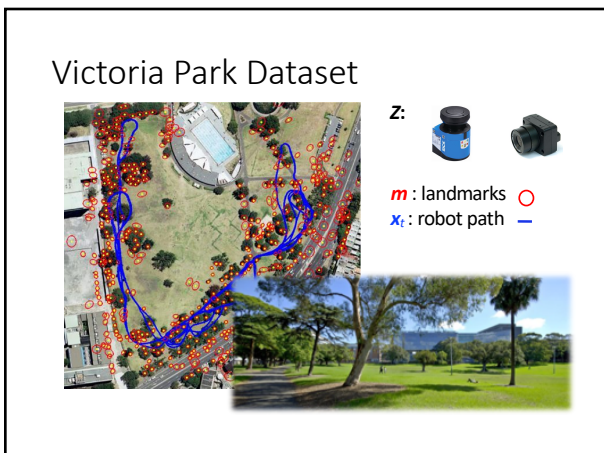 Victoria Park Dataset
Z:
m : landmarks
xt : robot path